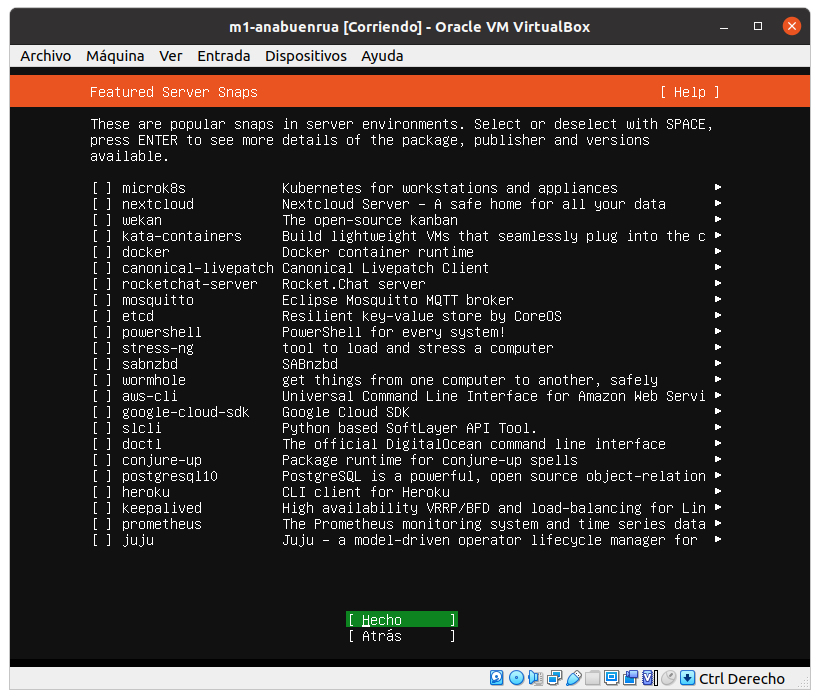 m1-anabuenrua [Corriendo] - Oracle VM VirtualBox
Archivo Máquina Ver Entrada Dispositivos Ayuda
Featured Server Snaps [ Help ]
These are popular snaps in server environments. Select or deselect with SPACE,
press ENTER to see more details of the package, publisher and versions
available.
[ ] microk8s Kubernetes for workstations and appliances ►
[ ] nextcloud Nextcloud Server - A safe home for all your data ►
[ ] wekan The open-source kanban ►
[ ] kata-containers Build lightweight VMs that seamlessly plug into the c ►
[ ] docker Docker container runtime ►
[ ] canonical-livepatch Canonical Livepatch Client ►
[ ] rocketchat-server Rocket.Chat server ►
[ ] mosquitto Eclipse Mosquitto MQTT broker ►
[ ] etcd Resilient key-value store by CoreOS ►
[ ] powershell PowerShell for every system! ►
[ ] stress-ng tool to load and stress a computer ►
[ ] sabnzbd SABnzbd ►
[ ] wormhole get things from one computer to another, safely ►
[ ] aws-cli Universal Command Line Interface for Amazon Web Servi ►
[ ] google-cloud-sdk Google Cloud SDK ►
[ ] slcli Python based SoftLayer API Tool. ►
[ ] doctl The official DigitalOcean command line interface ►
[ ] conjure-up Package runtime for conjure-up spells ►
[ ] postgresql10 PostgreSQL is a powerful, open source object-relation ►
[ ] heroku CLI client for Heroku ►
[ ] keepalived High availability VRRP/BFD and load-balancing for Lin ►
[ ] prometheus The Prometheus monitoring system and time series data ►
[ ] juju Juju - a model-driven operator lifecycle manager for ►
[ Hecho ]
[ Atrás ]
Ctrl Derecho